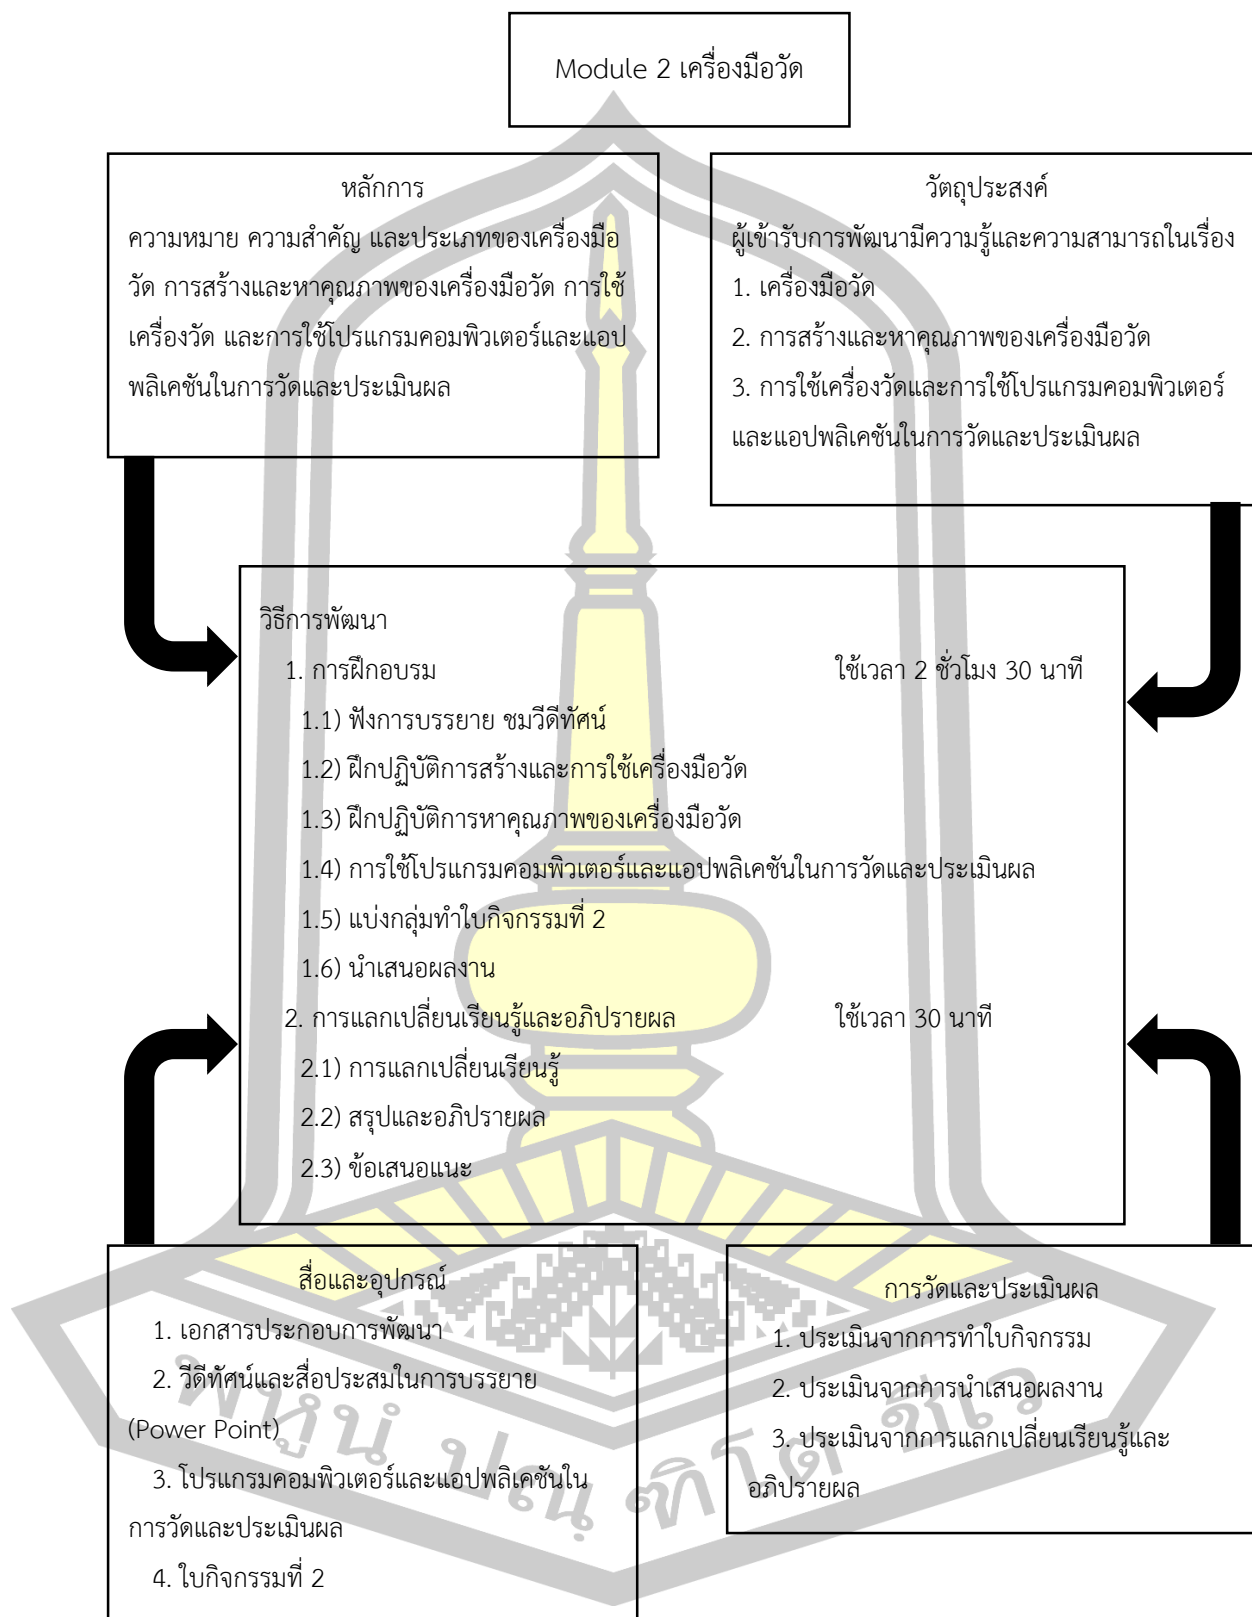 Module 2 เครื่องมือวัด
หลักการ
ความหมาย ความสำคัญ และประเภทของเครื่องมือ
วัด การสร้างและหาคุณภาพของเครื่องมือวัด การใช้
เครื่องวัด และการใช้โปรแกรมคอมพิวเตอร์และแอป
พลิเคชันในการวัดและประเมินผล
วัตถุประสงค์
ผู้เข้ารับการพัฒนามีความรู้และความสามารถในเรื่อง
1. เครื่องมือวัด
2. การสร้างและหาคุณภาพของเครื่องมือวัด
3. การใช้เครื่องวัดและการใช้โปรแกรมคอมพิวเตอร์
และแอปพลิเคชันในการวัดและประเมินผล
วิธีการพัฒนา
1. การฝึกอบรม ใช้เวลา 2 ชั่วโมง 30 นาที
1.1) ฟังการบรรยาย ชมวีดีทัศน์
1.2) ฝึกปฏิบัติการสร้างและการใช้เครื่องมือวัด
1.3) ฝึกปฏิบัติการหาคุณภาพของเครื่องมือวัด
1.4) การใช้โปรแกรมคอมพิวเตอร์และแอปพลิเคชันในการวัดและประเมินผล
1.5) แบ่งกลุ่มทำใบกิจกรรมที่ 2
1.6) นำเสนอผลงาน
2. การแลกเปลี่ยนเรียนรู้และอภิปรายผล ใช้เวลา 30 นาที
2.1) การแลกเปลี่ยนเรียนรู้
2.2) สรุปและอภิปรายผล
2.3) ข้อเสนอแนะ
สื่อและอุปกรณ์
1. เอกสารประกอบการพัฒนา
2. วีดีทัศน์และสื่อประสมในการบรรยาย
(Power Point)
3. โปรแกรมคอมพิวเตอร์และแอปพลิเคชันใน
การวัดและประเมินผล
4. ใบกิจกรรมที่ 2
การวัดและประเมินผล
1. ประเมินจากการทำใบกิจกรรม
2. ประเมินจากการนำเสนอผลงาน
3. ประเมินจากการแลกเปลี่ยนเรียนรู้และ
อภิปรายผล
พหูนํ ปณฺฑิโต ชีเว